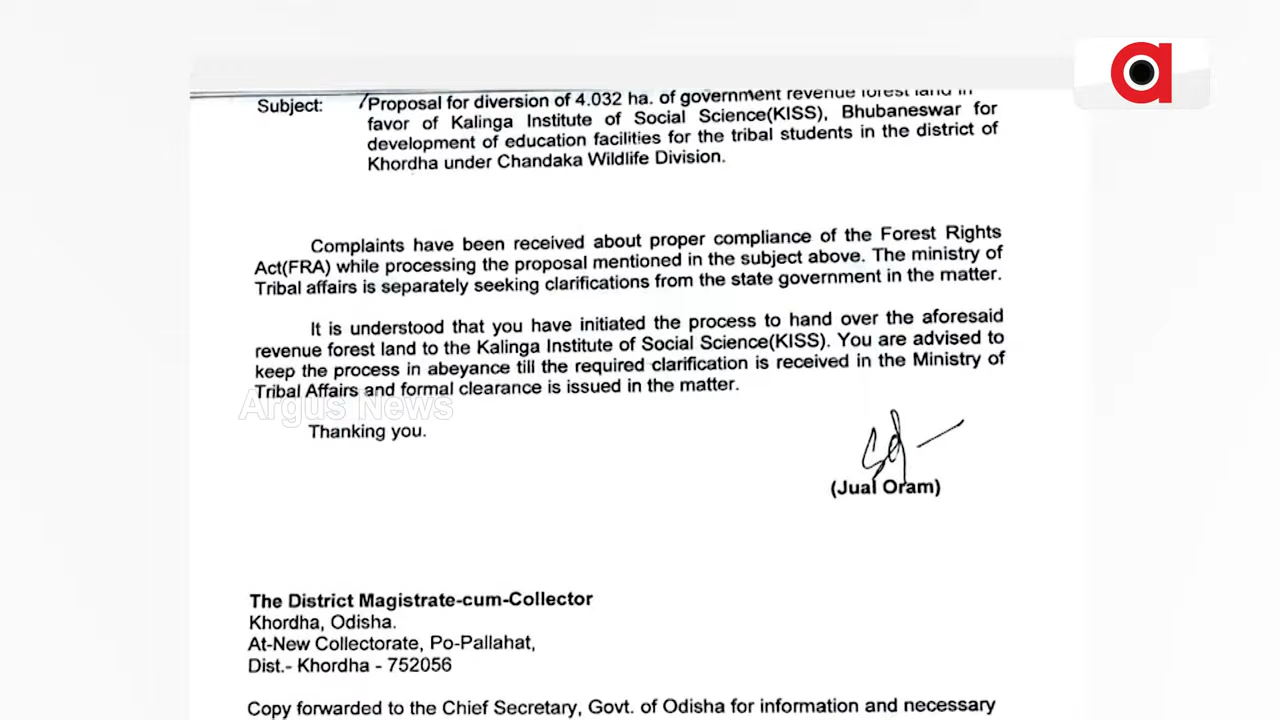 Subject: Proposal for diversion of 4.032 ha. of government revenue forest land in
favor of Kalinga Institute of Social Science(KISS), Bhubaneswar for
development of education facilities for the tribal students in the district of
Khordha under Chandaka Wildlife Division.
Complaints have been received about proper compliance of the Forest Rights
Act(FRA) while processing the proposal mentioned in the subject above. The ministry of
Tribal affairs is separately seeking clarifications from the state government in the matter.
It is understood that you have initiated the process to hand over the aforesaid
revenue forest land to the Kalinga Institute of Social Science(KISS). You are advised to
keep the process in abeyance till the required clarification is received in the Ministry of
Tribal Affairs and formal clearance is issued in the matter.
Argus News
Thanking you.
Sd —
(Jual Oram)
The District Magistrate-cum-Collector
Khordha, Odisha.
At-New Collectorate, Po-Pallahat,
Dist.- Khordha - 752056
Copy forwarded to the Chief Secretary, Govt. of Odisha for information and necessary